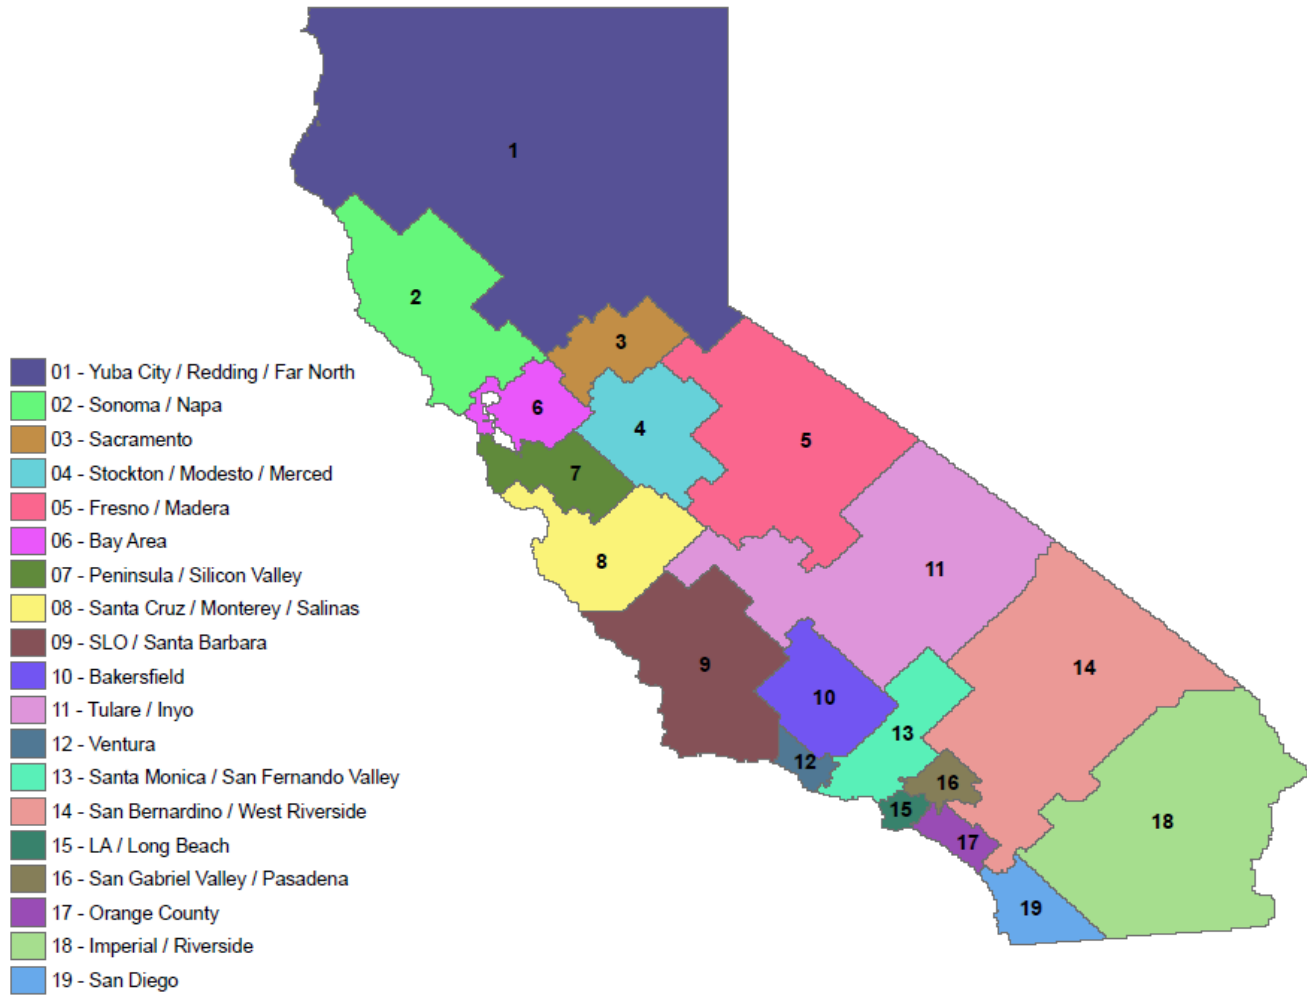 1
2
3
4
5
6
7
8
9
10
11
12
13
14
15
16
17
18
19
01 - Yuba City / Redding / Far North
02 - Sonoma / Napa
03 - Sacramento
04 - Stockton / Modesto / Merced
05 - Fresno / Madera
06 - Bay Area
07 - Peninsula / Silicon Valley
08 - Santa Cruz / Monterey / Salinas
09 - SLO / Santa Barbara
10 - Bakersfield
11 - Tulare / Inyo
12 - Ventura
13 - Santa Monica / San Fernando Valley
14 - San Bernardino / West Riverside
15 - LA / Long Beach
16 - San Gabriel Valley / Pasadena
17 - Orange County
18 - Imperial / Riverside
19 - San Diego